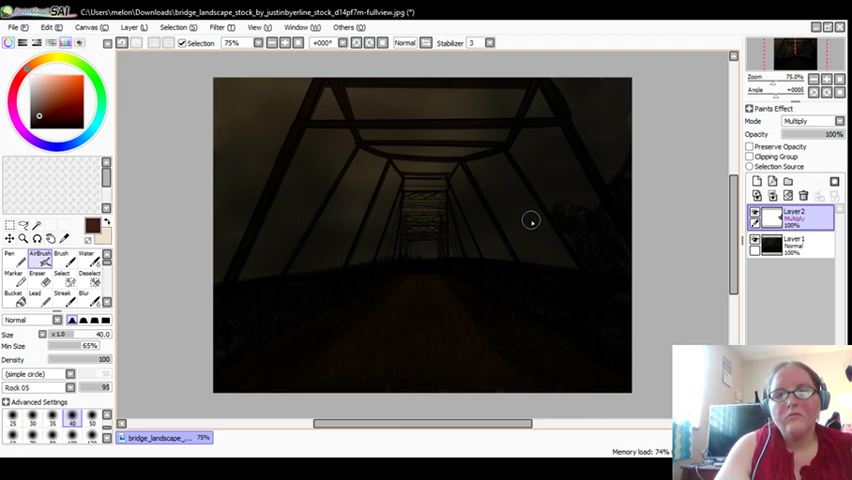 PaintTool SAI C:\Users\melon\Downloads\bridge_landscape_stock_by_justinbyerline_stock_d14pf7m-fullview.jpg (*)
File (F) Edit (E) Canvas (C) Layer (L) Selection (S) Filter (T) View (V) Window (W) Others (O)
Selection 75% +000° Normal Stabilizer 3
Zoom 75.0%
Angle +000δ
Paints Effect
Mode Multiply
Opacity 100%
Preserve Opacity
Clipping Group
Selection Source
Layer2
Multiply
100%
Layer1
Normal
100%
Pen AirBrush Brush Water
Marker Eraser Select Deselect
Bucket Lead Streak Blur
Normal
Size x 1.0 40.0
Min Size 65%
Density 100
(simple circle) 50
Rock 05 95
Advanced Settings
25 30 35 40 50
bridge_landscape_... 75%
Memory load: 74%